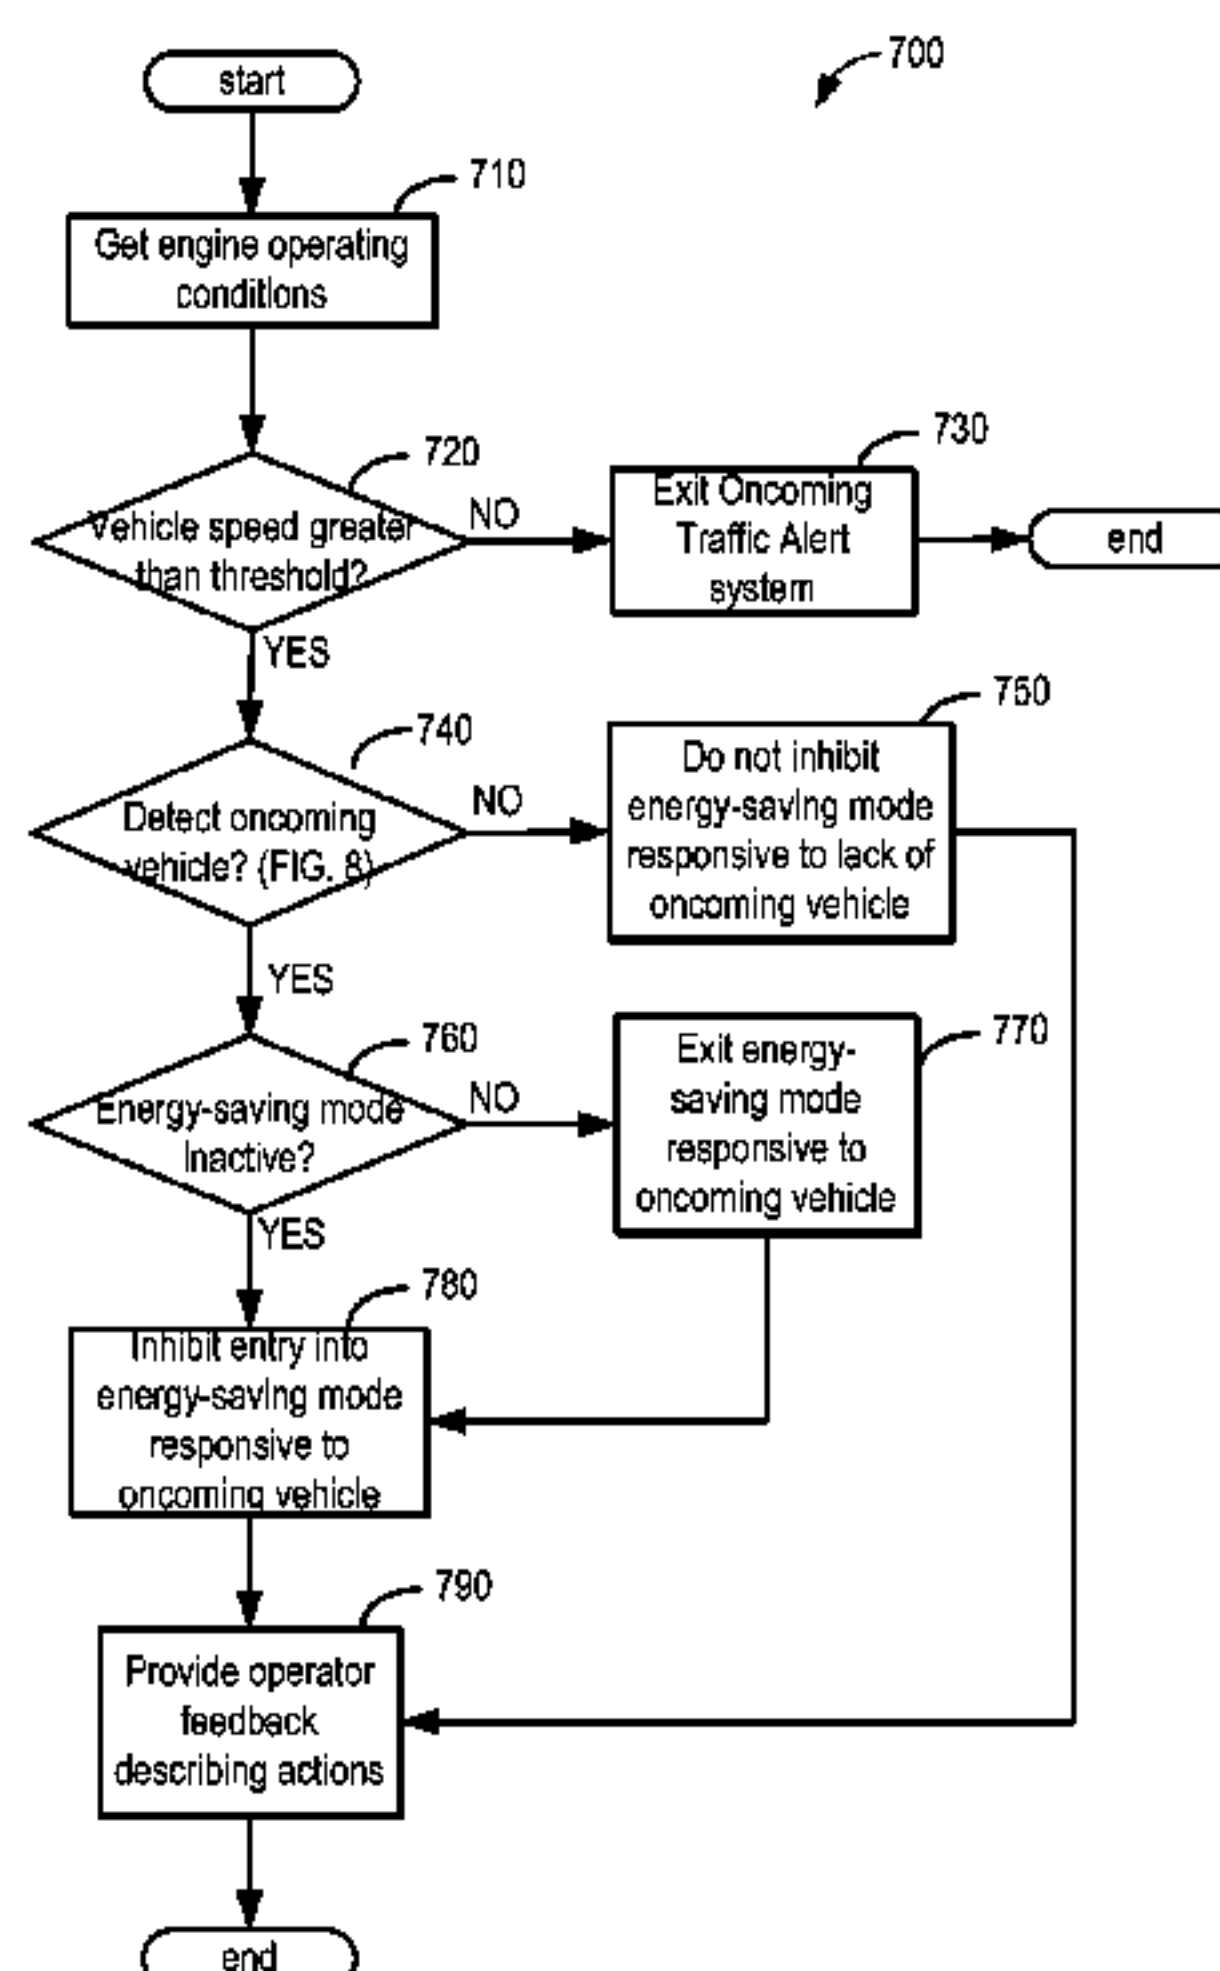 start
700
710
Get engine operating
conditions
720
Vehicle speed greater
than threshold?
NO
730
Exit Oncoming
Traffic Alert
system
end
YES
740
Detect oncoming
vehicle? (FIG. 8)
NO
750
Do not inhibit
energy-saving mode
responsive to lack of
oncoming vehicle
YES
760
Energy-saving mode
Inactive?
NO
770
Exit energy-
saving mode
responsive to
oncoming vehicle
YES
780
Inhibit entry into
energy-saving mode
responsive to
oncoming vehicle
790
Provide operator
feedback
describing actions
end